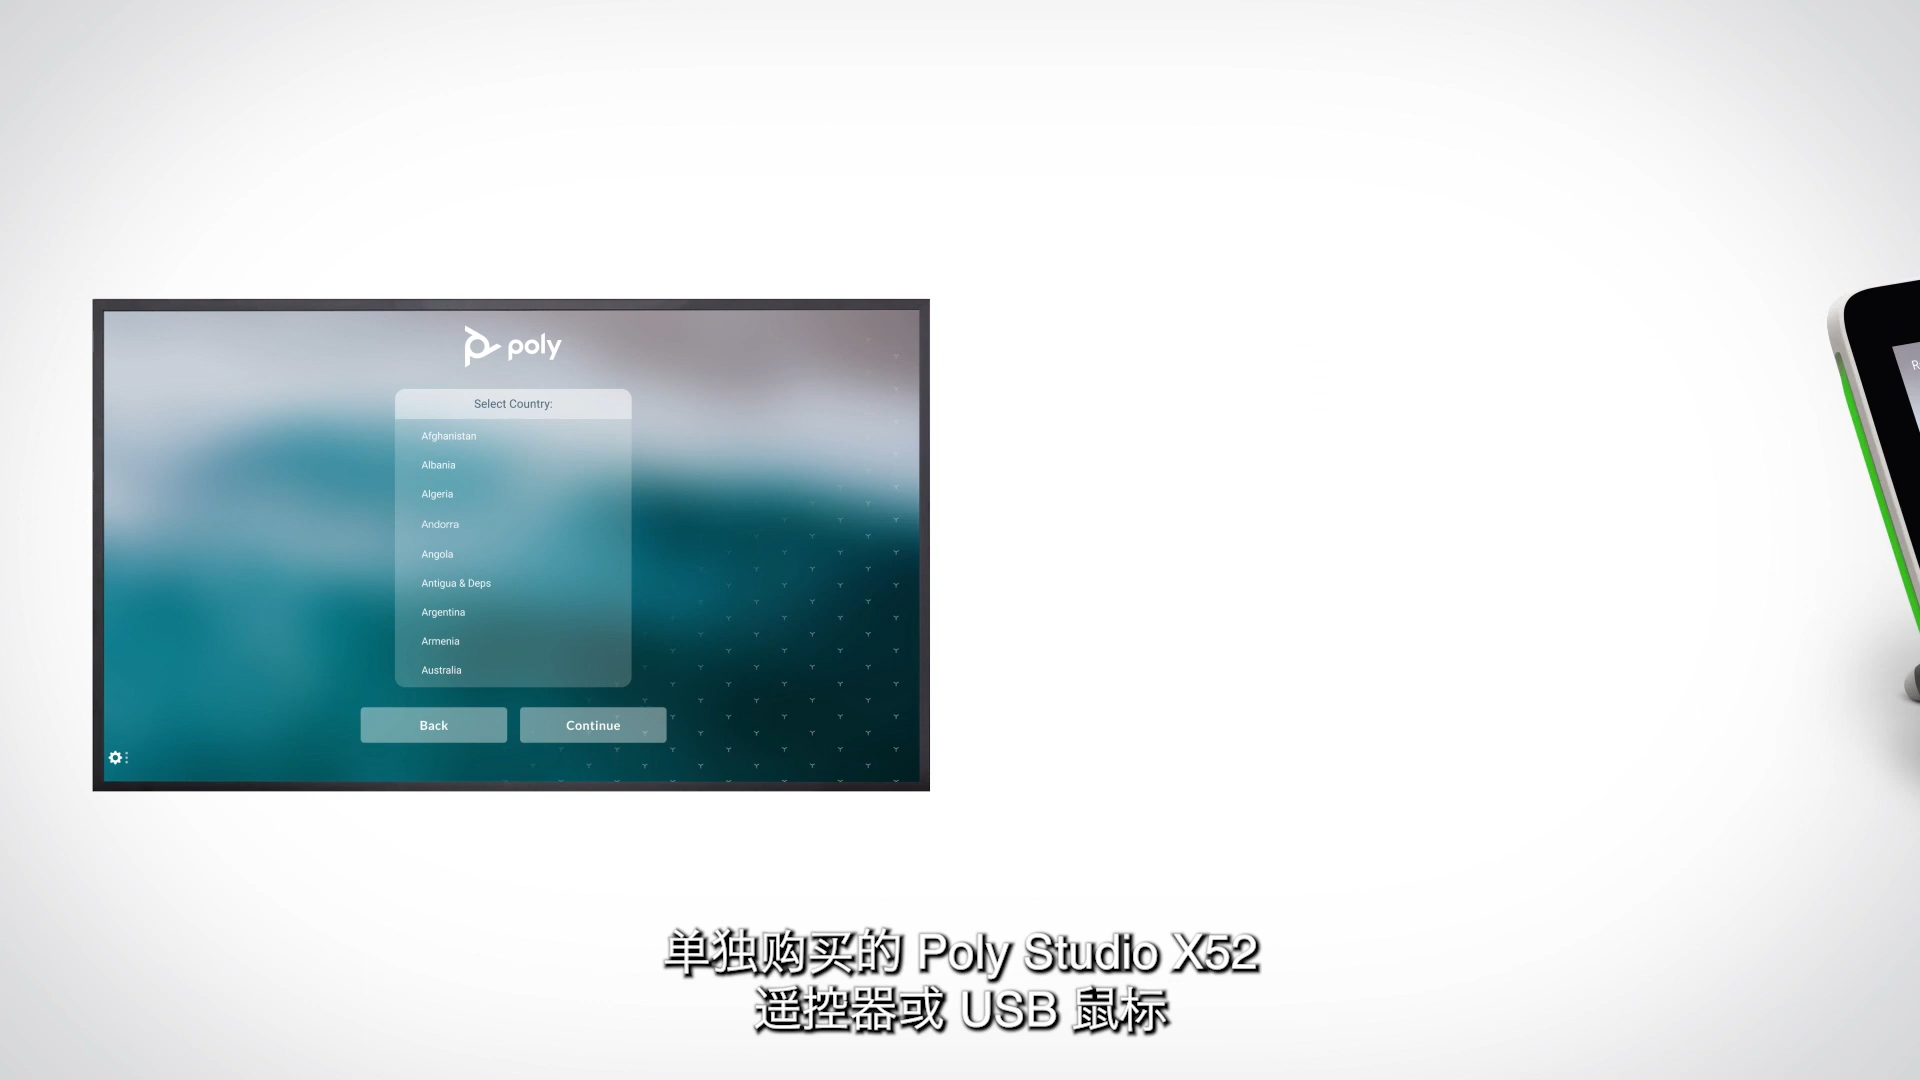 poly
Select Country:
Afghanistan
Albania
Algeria
Andorra
Angola
Antigua & Deps
Argentina
Armenia
Australia
Back
Continue
单独购买的 Poly Studio X52
遥控器或 USB 鼠标